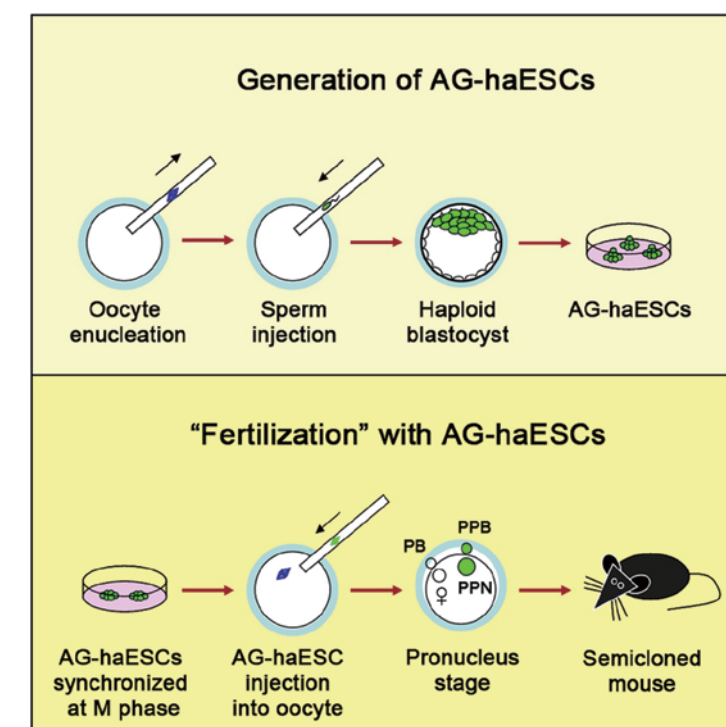 Generation of AG-haESCs
Oocyte
enucleation
Sperm
injection
Haploid
blastocyst
AG-haESCs
“Fertilization” with AG-haESCs
PB
PPB
PPN
♀
AG-haESCs
synchronized
at M phase
AG-haESC
injection
into oocyte
Pronucleus
stage
Semicloned
mouse